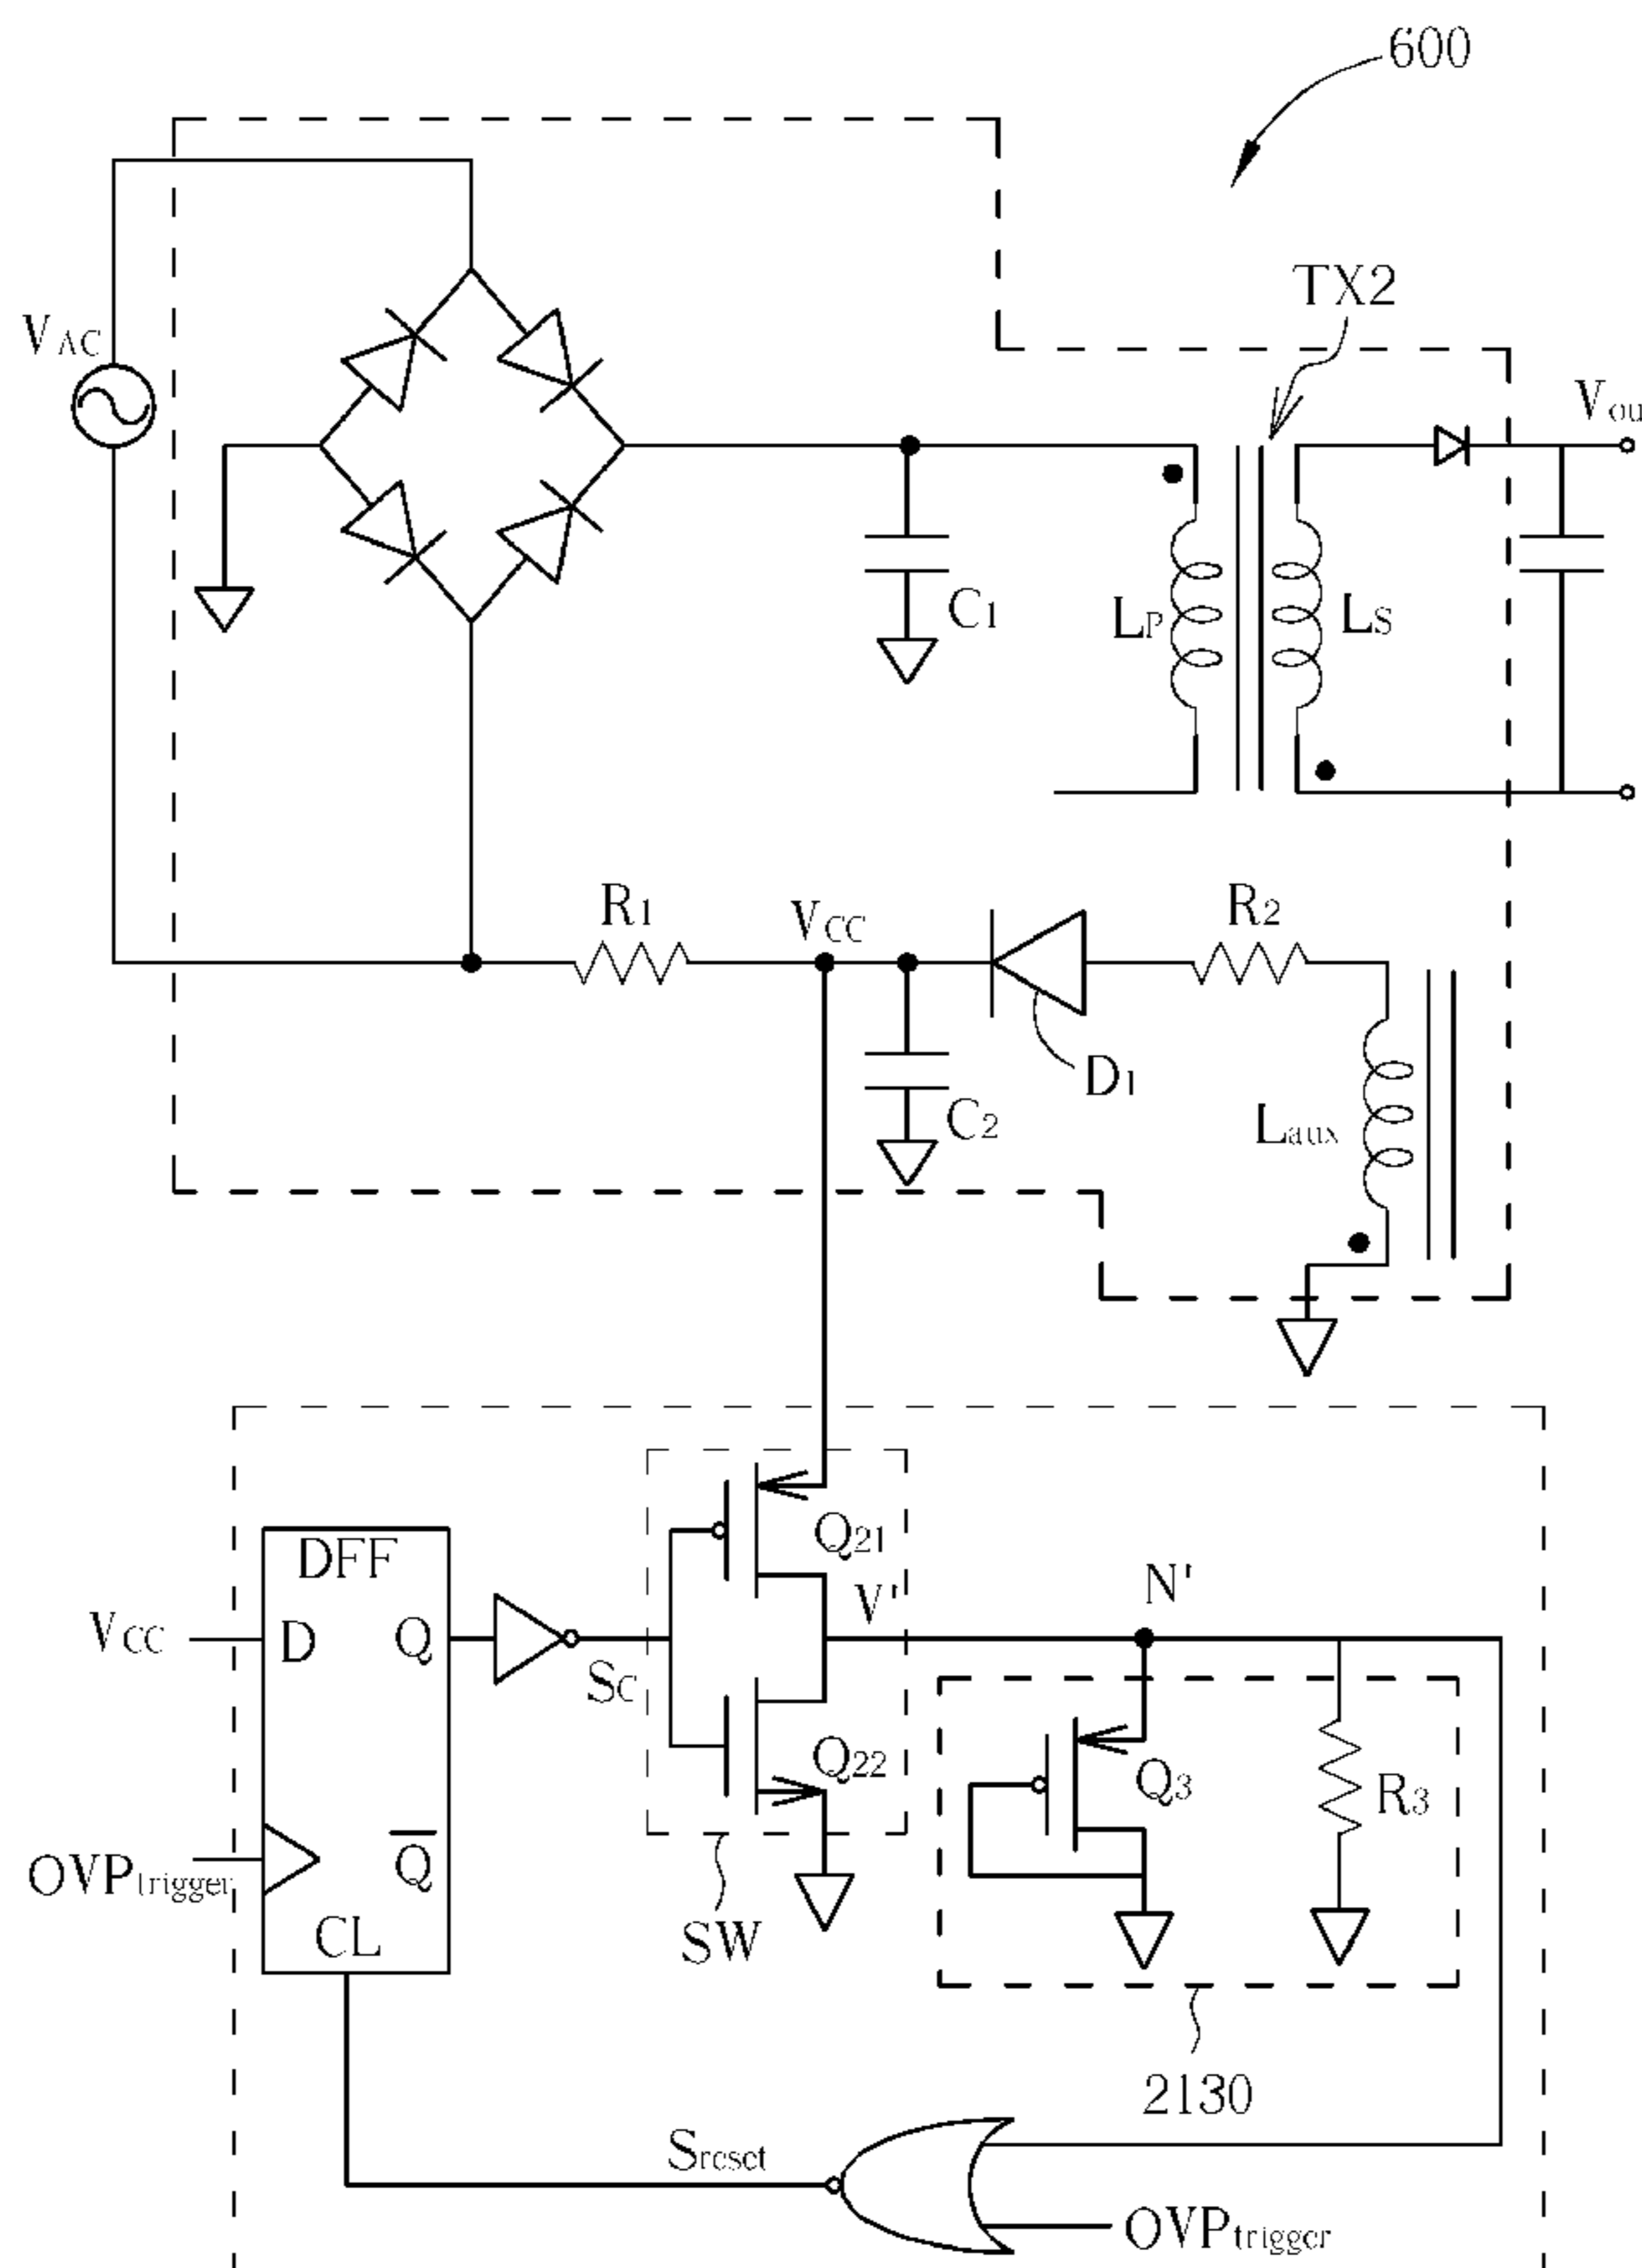 600
TX2
VAC
Vou
C1
LP
LS
R1
VCC
R2
D1
C2
Laux
DFF
Q21
V'
N'
VCC
D
Q
SC
Q22
Q3
R3
OVPtrigger
Q
CL
SW
2130
Sreset
OVPtrigger